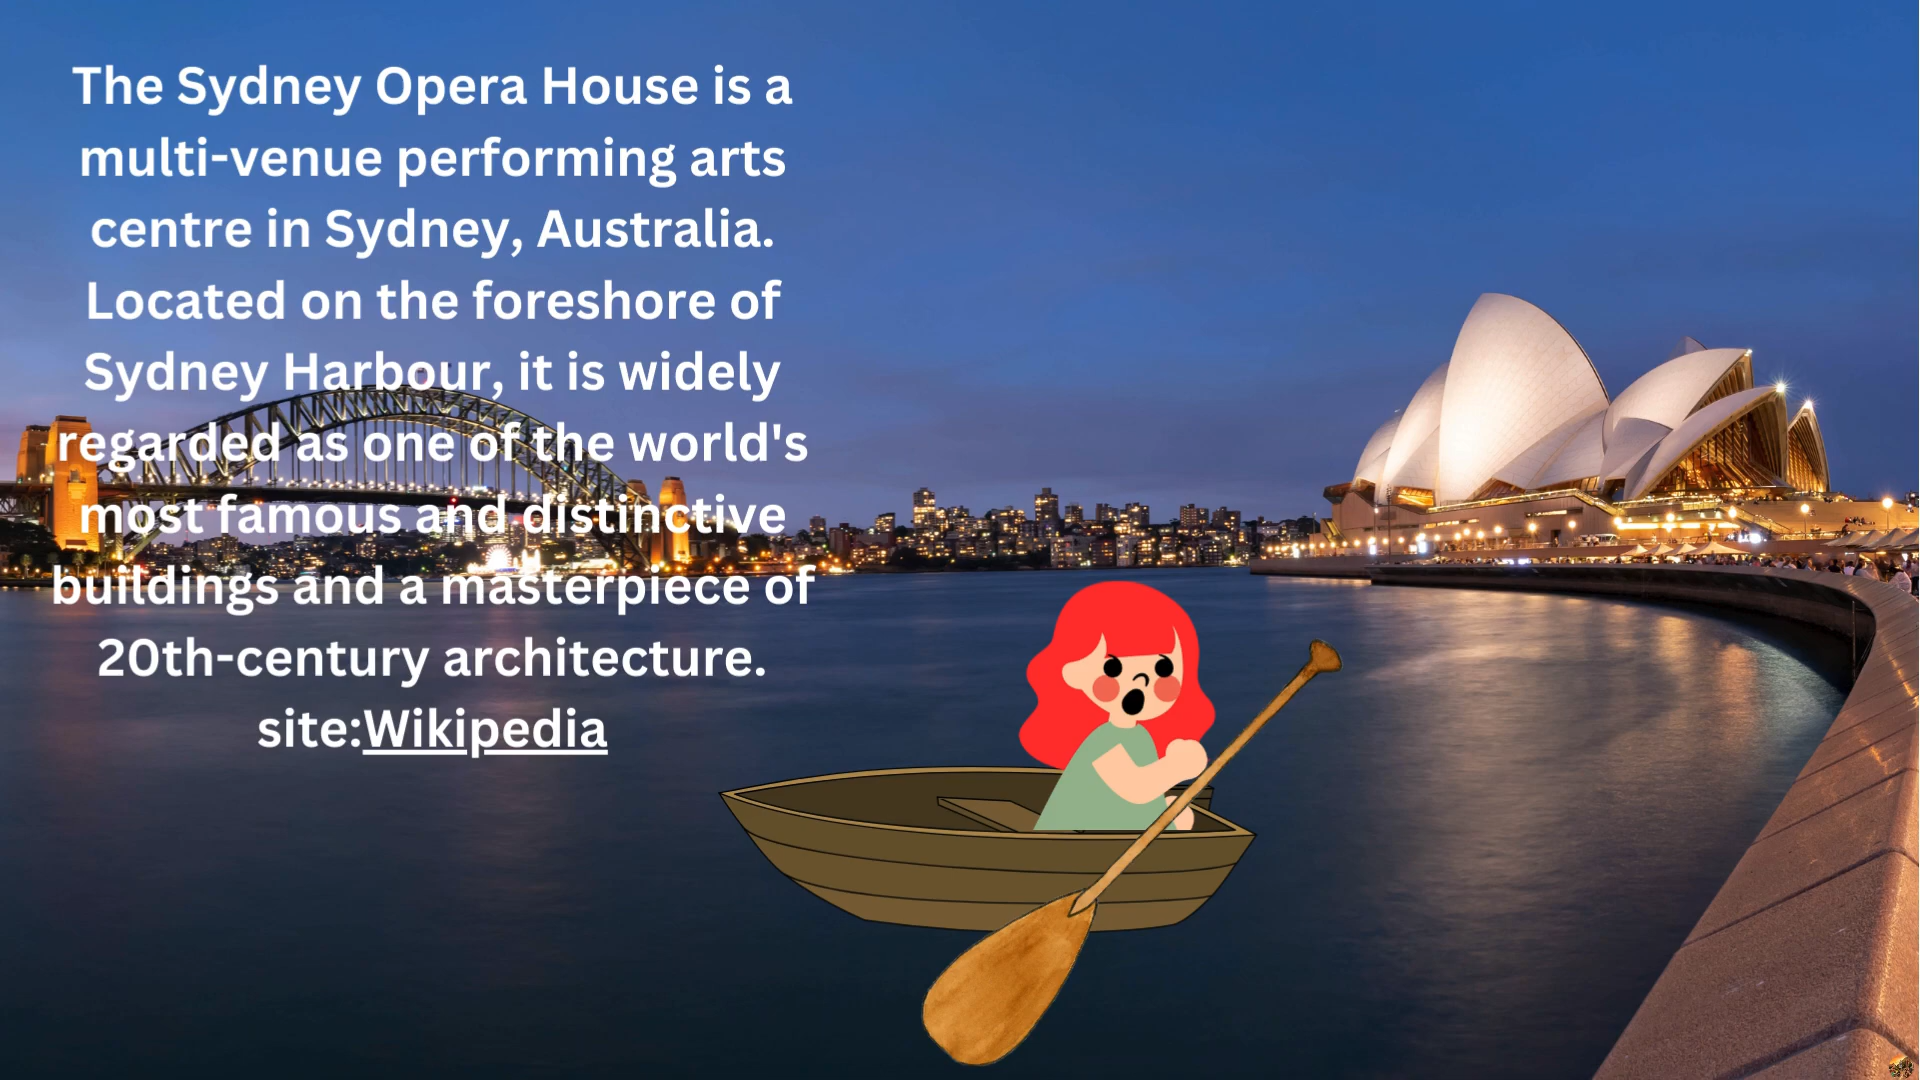 The Sydney Opera House is a
multi-venue performing arts
centre in Sydney, Australia.
Located on the foreshore of
Sydney Harbour, it is widely
regarded as one of the world's
most famous and distinctive
buildings and a masterpiece of
20th-century architecture.
site:Wikipedia